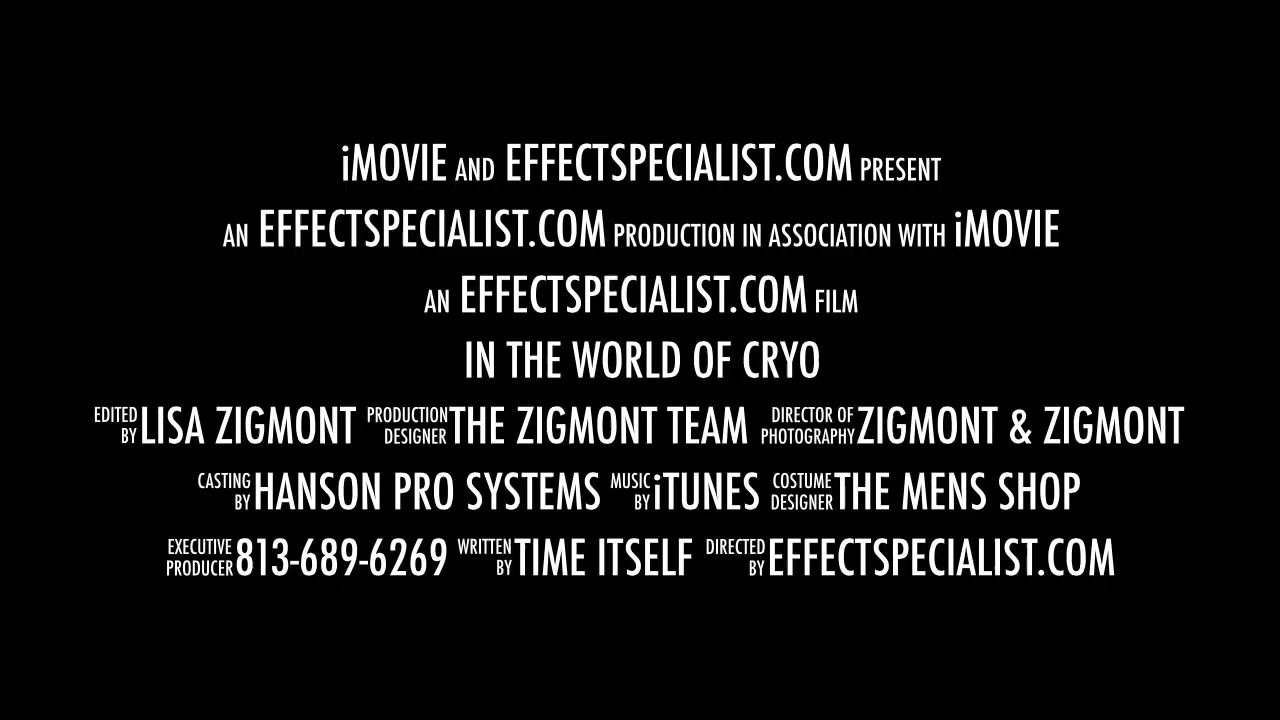 iMOVIE AND EFFECTSPECIALIST.COM PRESENT
AN EFFECTSPECIALIST.COM PRODUCTION IN ASSOCIATION WITH iMOVIE
AN EFFECTSPECIALIST.COM FILM
IN THE WORLD OF CRYO
EDITED BY LISA ZIGMONT PRODUCTION DESIGNER THE ZIGMONT TEAM DIRECTOR OF PHOTOGRAPHY ZIGMONT & ZIGMONT
CASTING BY HANSON PRO SYSTEMS MUSIC BY iTUNES COSTUME DESIGNER THE MENS SHOP
EXECUTIVE PRODUCER 813-689-6269 WRITTEN BY TIME ITSELF DIRECTED BY EFFECTSPECIALIST.COM